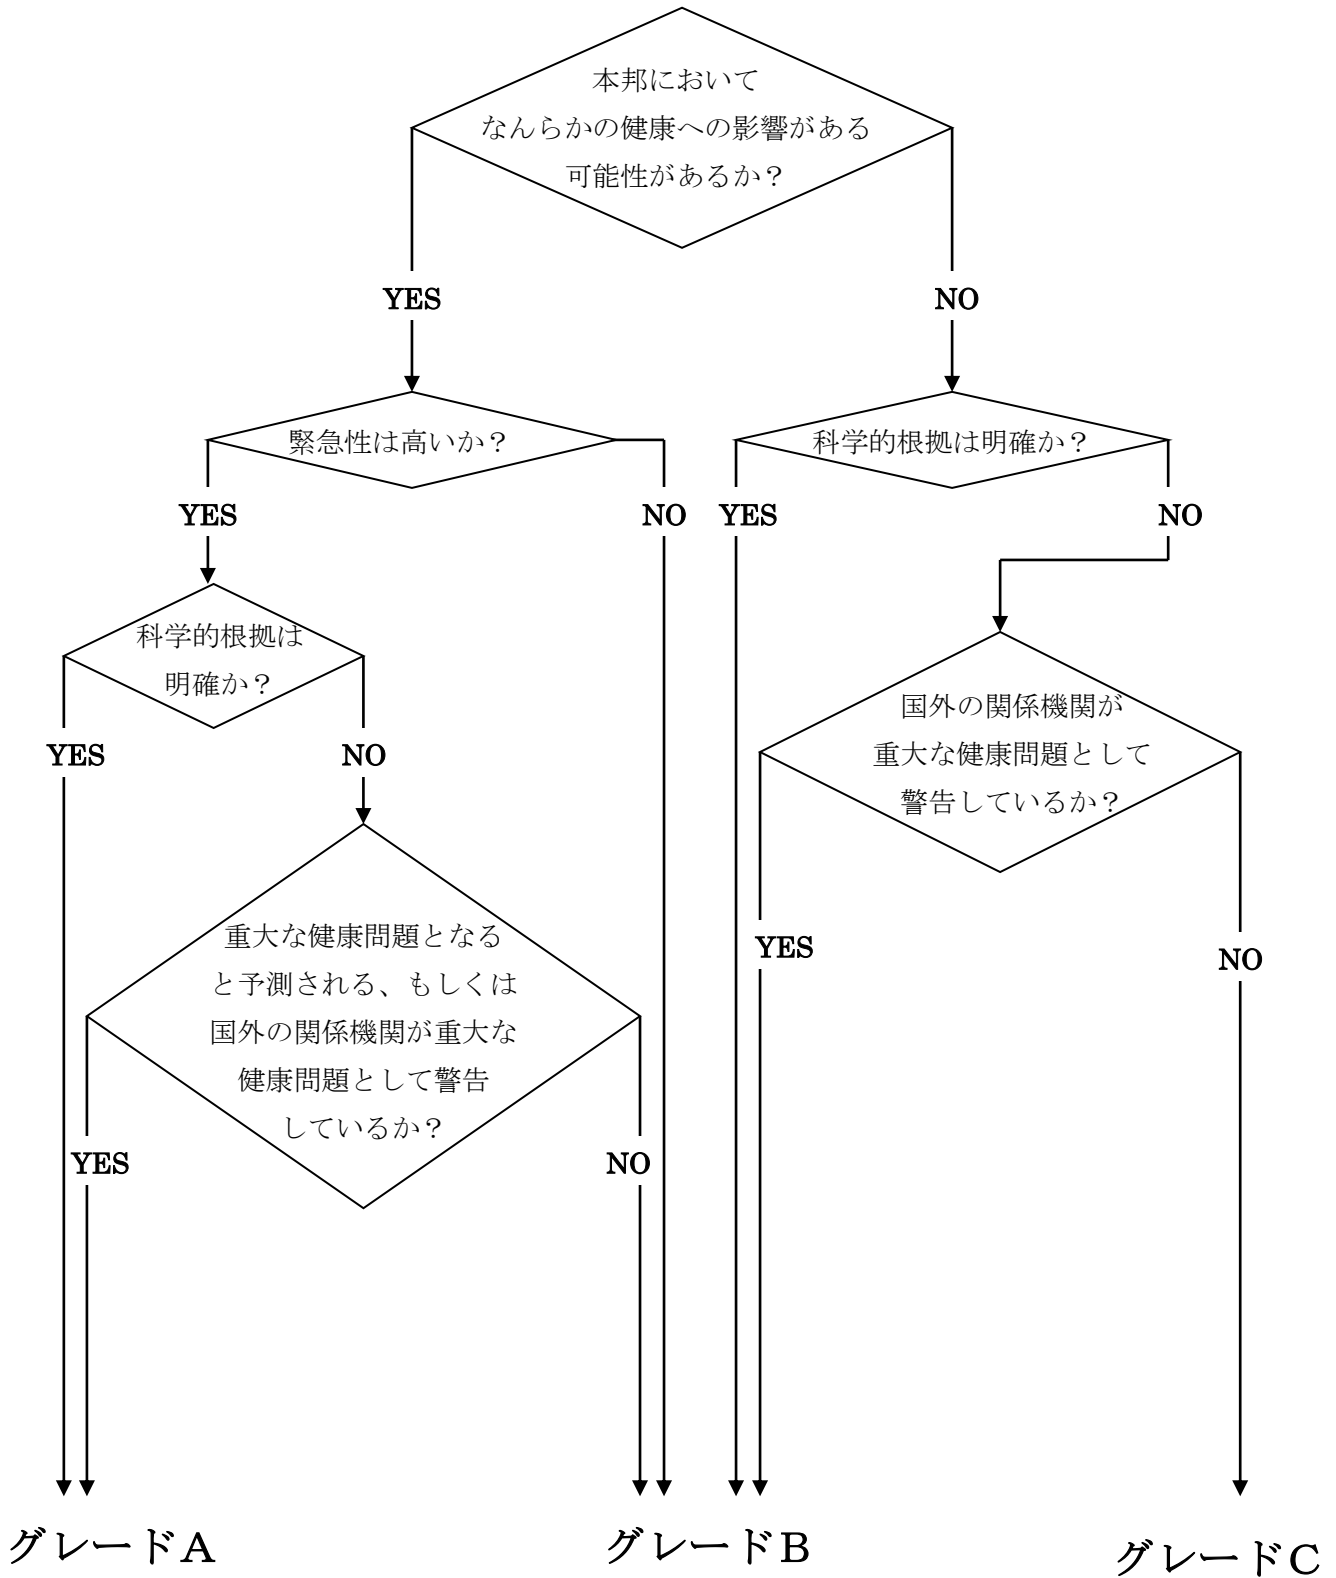 本邦において
なんらかの健康への影響がある
可能性があるか？
YES
NO
緊急性は高いか？
科学的根拠は明確か？
YES
NO
YES
NO
科学的根拠は
明確か？
YES
NO
国外の関係機関が
重大な健康問題として
警告しているか？
重大な健康問題となる
と予測される、もしくは
国外の関係機関が重大な
健康問題として警告
しているか？
YES
NO
YES
NO
グレードA
グレードB
グレードC